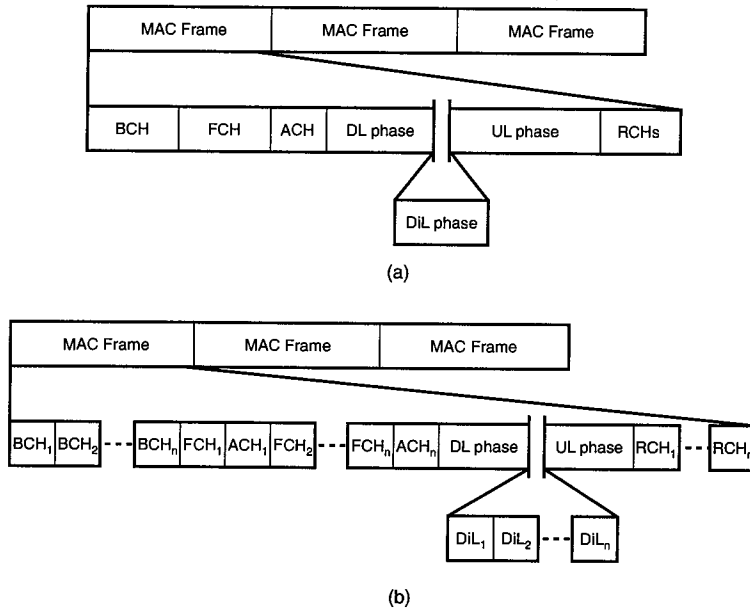 MAC Frame MAC Frame MAC Frame
BCH FCH ACH DL phase UL phase RCHs
DiL phase
(a)
MAC Frame MAC Frame MAC Frame
BCH₁ BCH₂ BCHₙ FCH₁ ACH₁ FCH₂ FCHₙ ACHₙ DL phase UL phase RCH₁ RCHₙ
DiL₁ DiL₂ DiLₙ
(b)